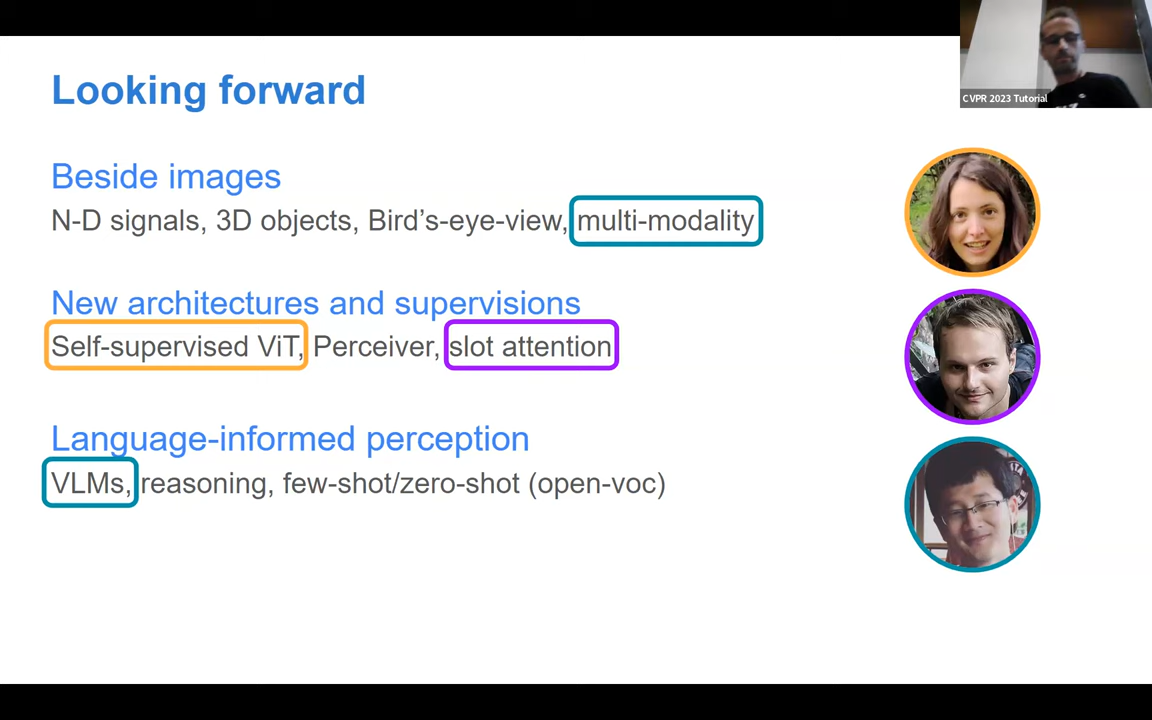 Looking forward
CVPR 2023 Tutorial
Beside images
N-D signals, 3D objects, Bird's-eye-view, multi-modality
New architectures and supervisions
Self-supervised ViT, Perceiver, slot attention
Language-informed perception
VLMs, reasoning, few-shot/zero-shot (open-voc)